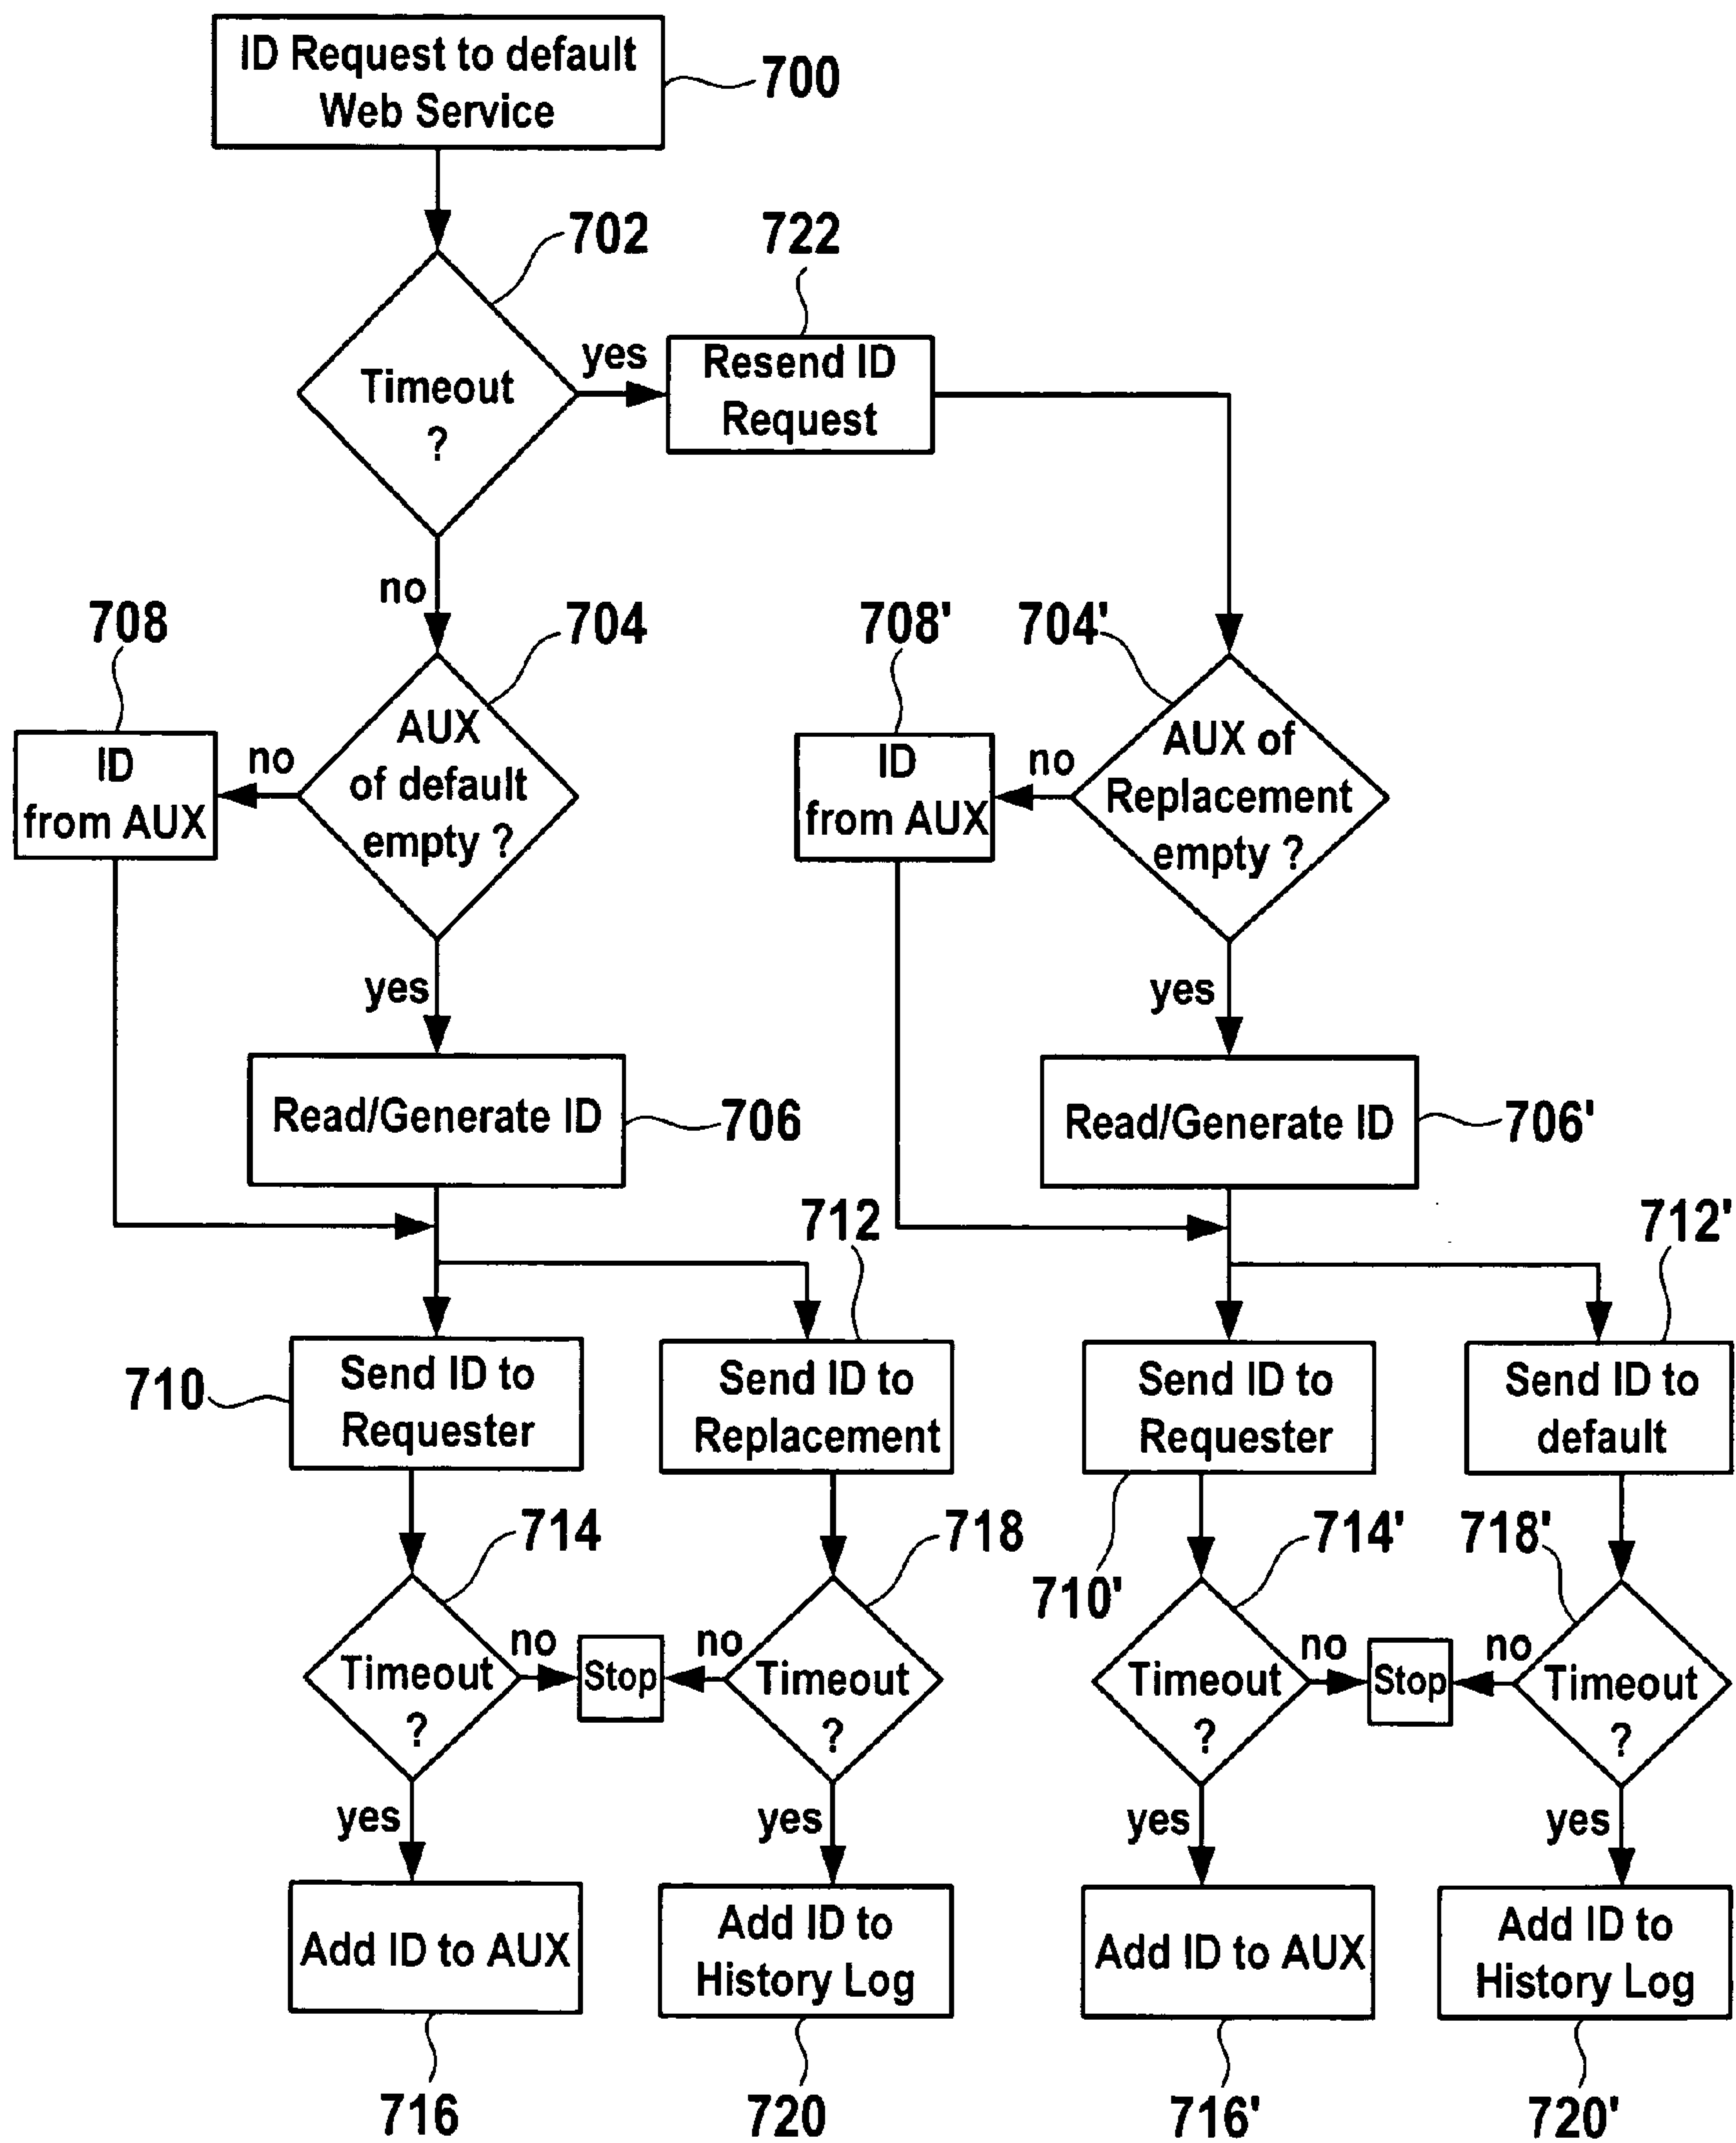 ID Request to default
Web Service
700
702
722
Timeout
?
yes
Resend ID
Request
no
708
704
708'
704'
ID
from AUX
no
AUX
of default
empty ?
ID
from AUX
no
AUX of
Replacement
empty ?
yes
yes
Read/Generate ID
706
Read/Generate ID
706'
712
712'
710
Send ID to
Requester
Send ID to
Replacement
Send ID to
Requester
Send ID to
default
714
718
710'
714'
718'
Timeout
?
no
Stop
no
Timeout
?
Timeout
?
no
Stop
no
Timeout
?
yes
yes
yes
yes
Add ID to AUX
Add ID to
History Log
Add ID to AUX
Add ID to
History Log
716
720
716'
720'